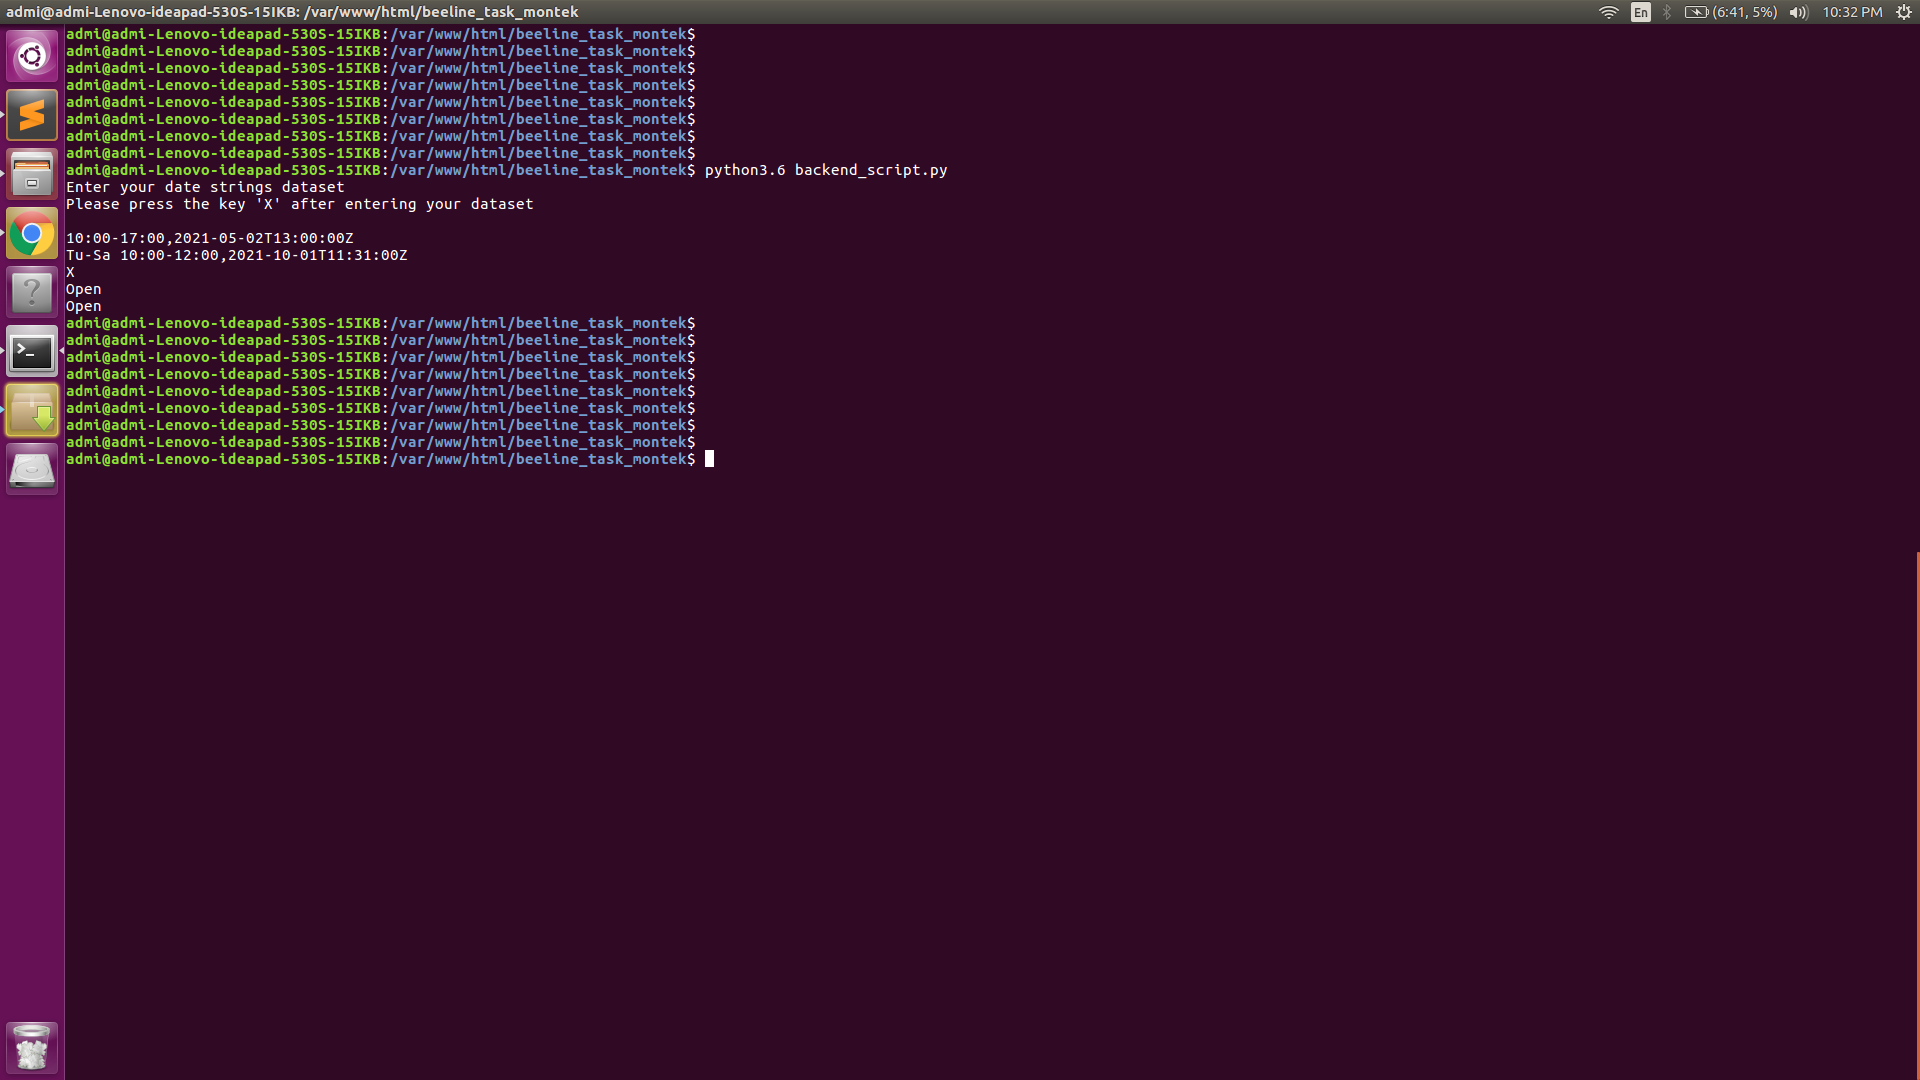 admi@admi-Lenovo-ideapad-530S-15IKB: /var/www/html/beeline_task_montek
En
(6:41, 5%)
10:32 PM
admi@admi-Lenovo-ideapad-530S-15IKB:/var/www/html/beeline_task_montek$
admi@admi-Lenovo-ideapad-530S-15IKB:/var/www/html/beeline_task_montek$
admi@admi-Lenovo-ideapad-530S-15IKB:/var/www/html/beeline_task_montek$
admi@admi-Lenovo-ideapad-530S-15IKB:/var/www/html/beeline_task_montek$
admi@admi-Lenovo-ideapad-530S-15IKB:/var/www/html/beeline_task_montek$
admi@admi-Lenovo-ideapad-530S-15IKB:/var/www/html/beeline_task_montek$
admi@admi-Lenovo-ideapad-530S-15IKB:/var/www/html/beeline_task_montek$
admi@admi-Lenovo-ideapad-530S-15IKB:/var/www/html/beeline_task_montek$
admi@admi-Lenovo-ideapad-530S-15IKB:/var/www/html/beeline_task_montek$ python3.6 backend_script.py
Enter your date strings dataset
Please press the key 'X' after entering your dataset
10:00-17:00,2021-05-02T13:00:00Z
Tu-Sa 10:00-12:00,2021-10-01T11:31:00Z
X
Open
Open
admi@admi-Lenovo-ideapad-530S-15IKB:/var/www/html/beeline_task_montek$
admi@admi-Lenovo-ideapad-530S-15IKB:/var/www/html/beeline_task_montek$
admi@admi-Lenovo-ideapad-530S-15IKB:/var/www/html/beeline_task_montek$
admi@admi-Lenovo-ideapad-530S-15IKB:/var/www/html/beeline_task_montek$
admi@admi-Lenovo-ideapad-530S-15IKB:/var/www/html/beeline_task_montek$
admi@admi-Lenovo-ideapad-530S-15IKB:/var/www/html/beeline_task_montek$
admi@admi-Lenovo-ideapad-530S-15IKB:/var/www/html/beeline_task_montek$
admi@admi-Lenovo-ideapad-530S-15IKB:/var/www/html/beeline_task_montek$
admi@admi-Lenovo-ideapad-530S-15IKB:/var/www/html/beeline_task_montek$